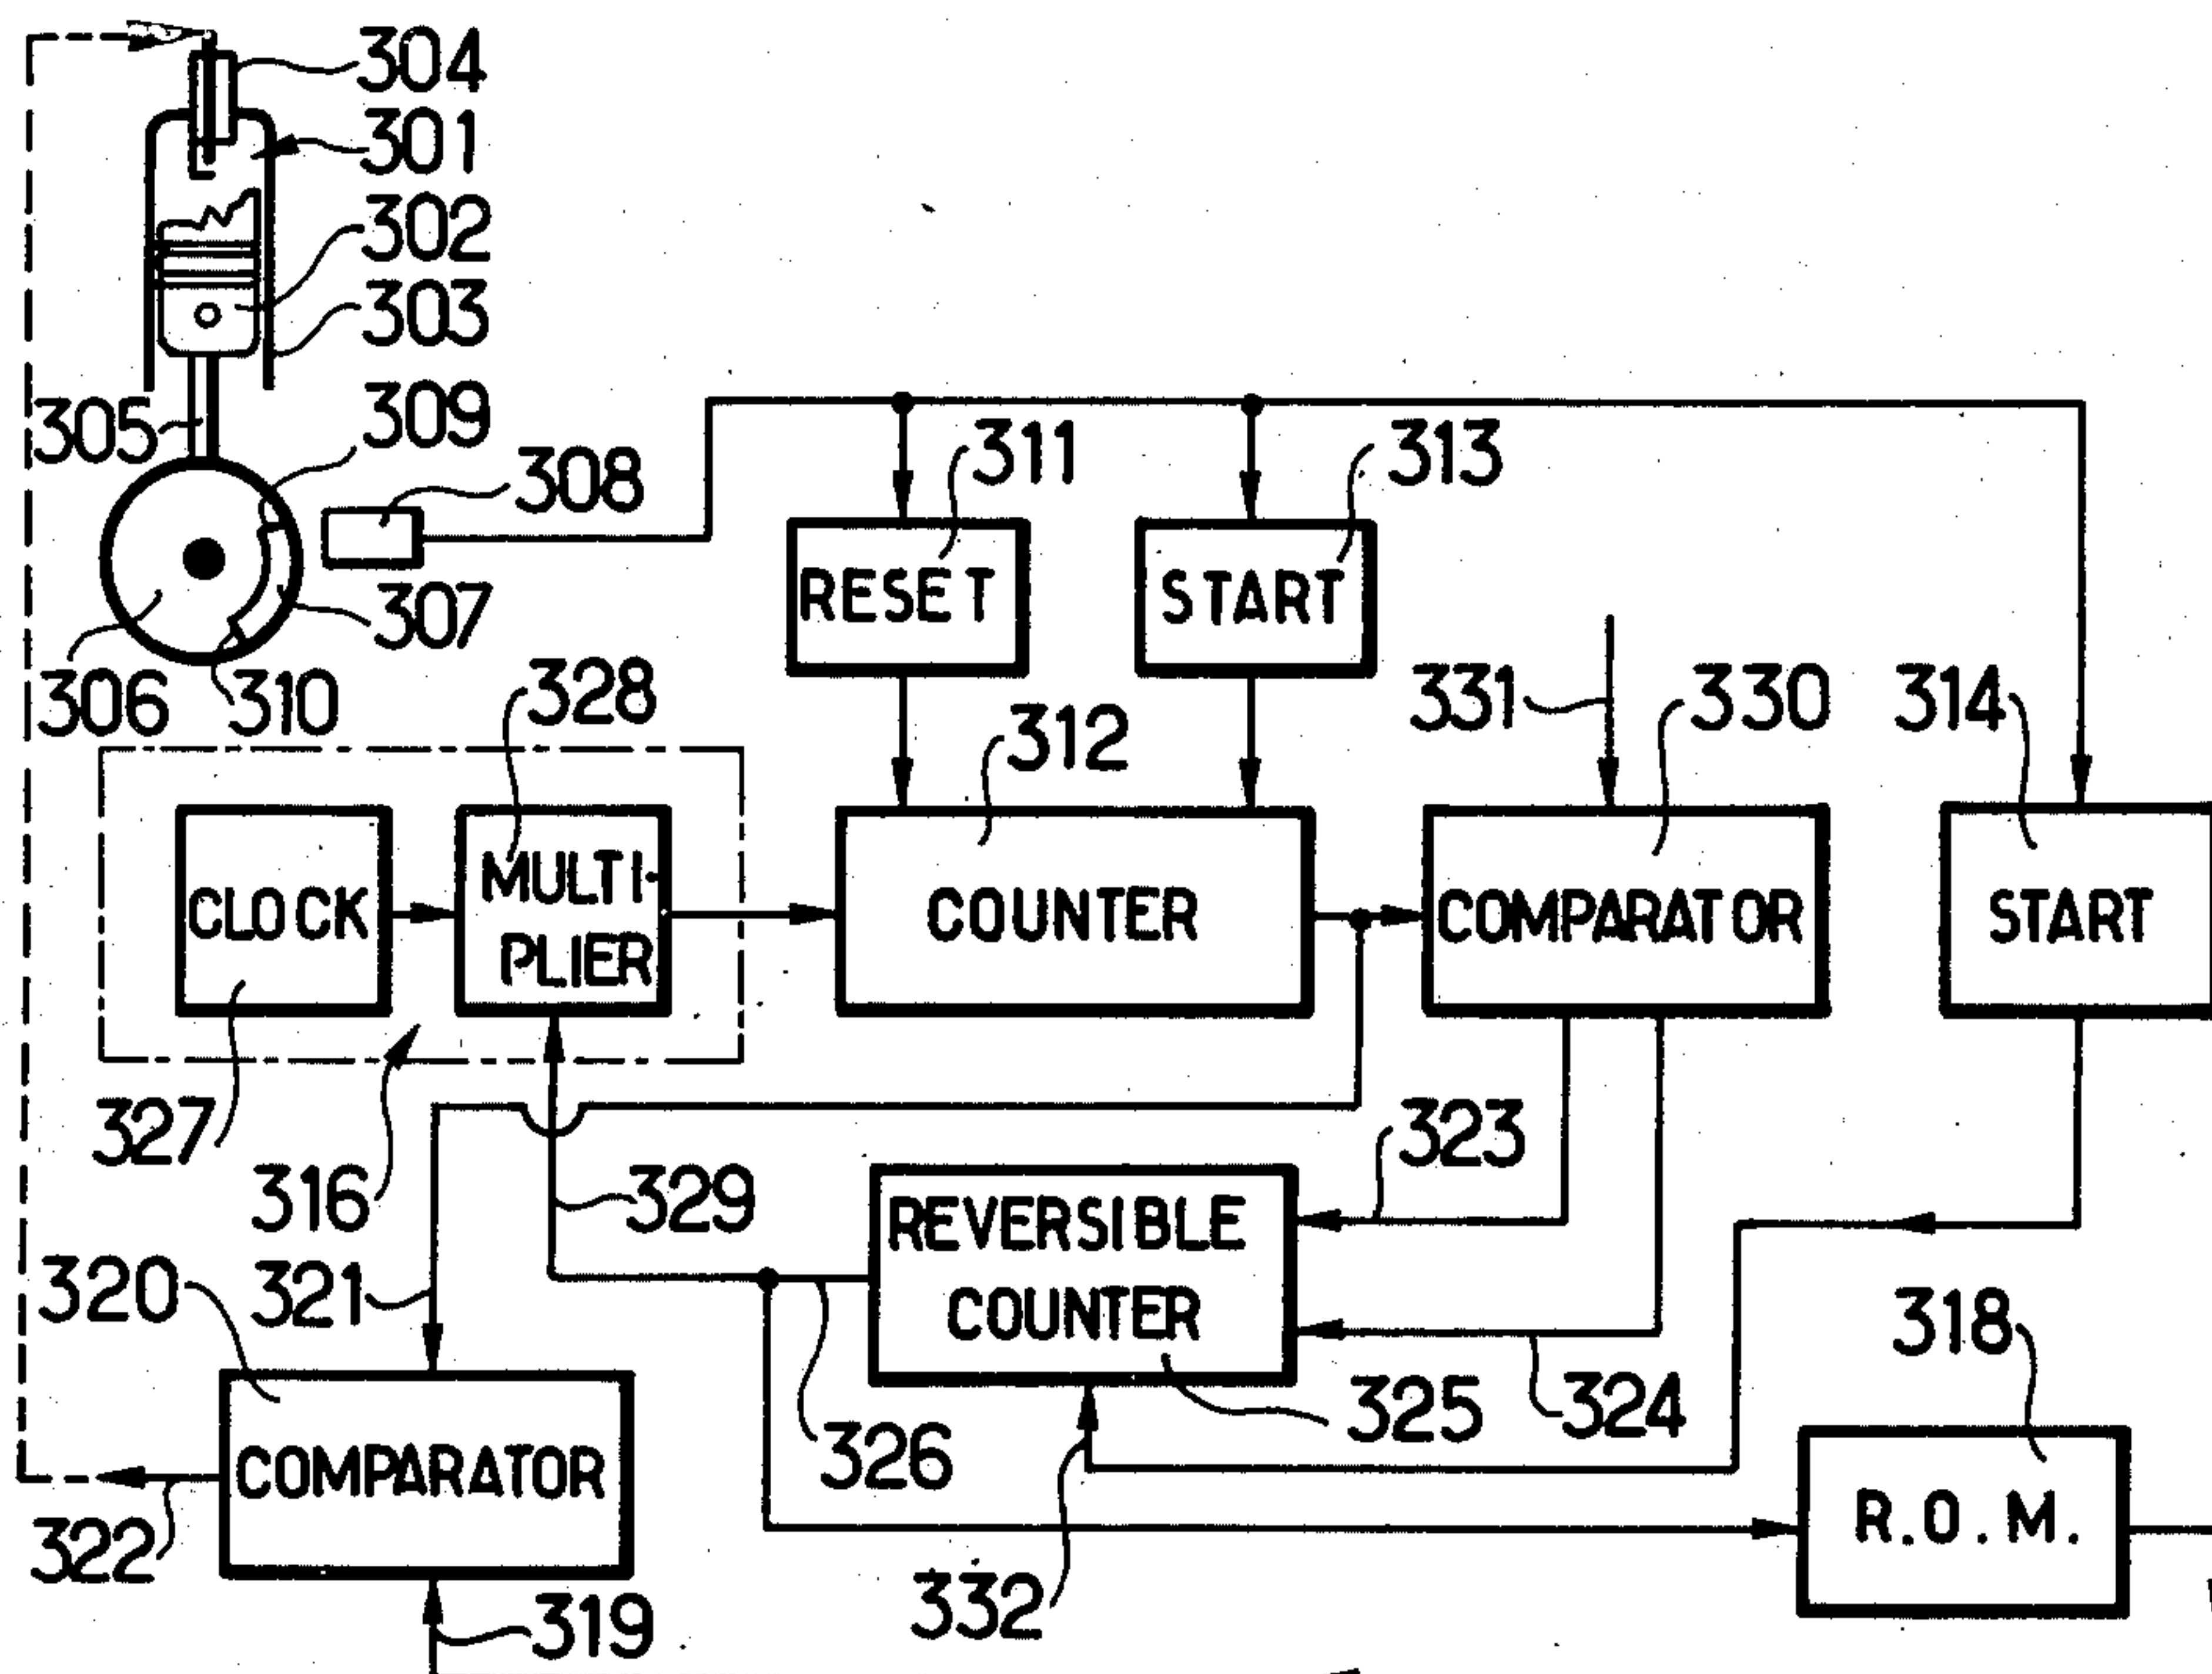 304
301
302
303
305
309
308
311
313
RESET
START
307
306
310
328
312
331
330
314
CLOCK
MULTI-
PLIER
COUNTER
COMPARATOR
START
327
316
329
323
REVERSIBLE
COUNTER
320
321
318
325
324
326
COMPARATOR
R.O.M.
322
332
319